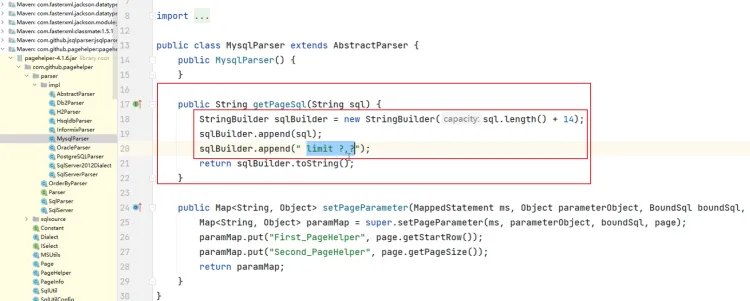 Maven: com.fasterxml.jackson.datatype
Maven: com.fasterxml.jackson.datatype
Maven: com.fasterxml.jackson.module
Maven: com.fasterxml:classmate:1.5.1
Maven: com.github.jsqlparser:jsqlparse
Maven: com.github.pagehelper:pagehe
pagehelper-4.1.6.jar library root
com.github.pagehelper
parser
impl
AbstractParser
Db2Parser
H2Parser
HsqldbParser
InformixParser
MysqlParser
OracleParser
PostgreSQLParser
SqlServer2012Dialect
SqlServerParser
OrderByParser
Parser
SqlParser
SqlServer
sqlsource
Constant
Dialect
ISelect
MSUtils
Page
PageHelper
PageInfo
SqlUtil
SqlUtilConfig
8 import ...
12
13 public class MysqlParser extends AbstractParser {
14 public MysqlParser() {
15 }
16
17 public String getPageSql(String sql) {
18 StringBuilder sqlBuilder = new StringBuilder( capacity: sql.length() + 14);
19 sqlBuilder.append(sql);
20 sqlBuilder.append(" limit ?,?");
21 return sqlBuilder.toString();
22 }
23
24 public Map<String, Object> setPageParameter(MappedStatement ms, Object parameterObject, BoundSql boundSql,
25 Map<String, Object> paramMap = super.setPageParameter(ms, parameterObject, boundSql, page);
26 paramMap.put("First_PageHelper", page.getStartRow());
27 paramMap.put("Second_PageHelper", page.getPageSize());
28 return paramMap;
29 }
30 }